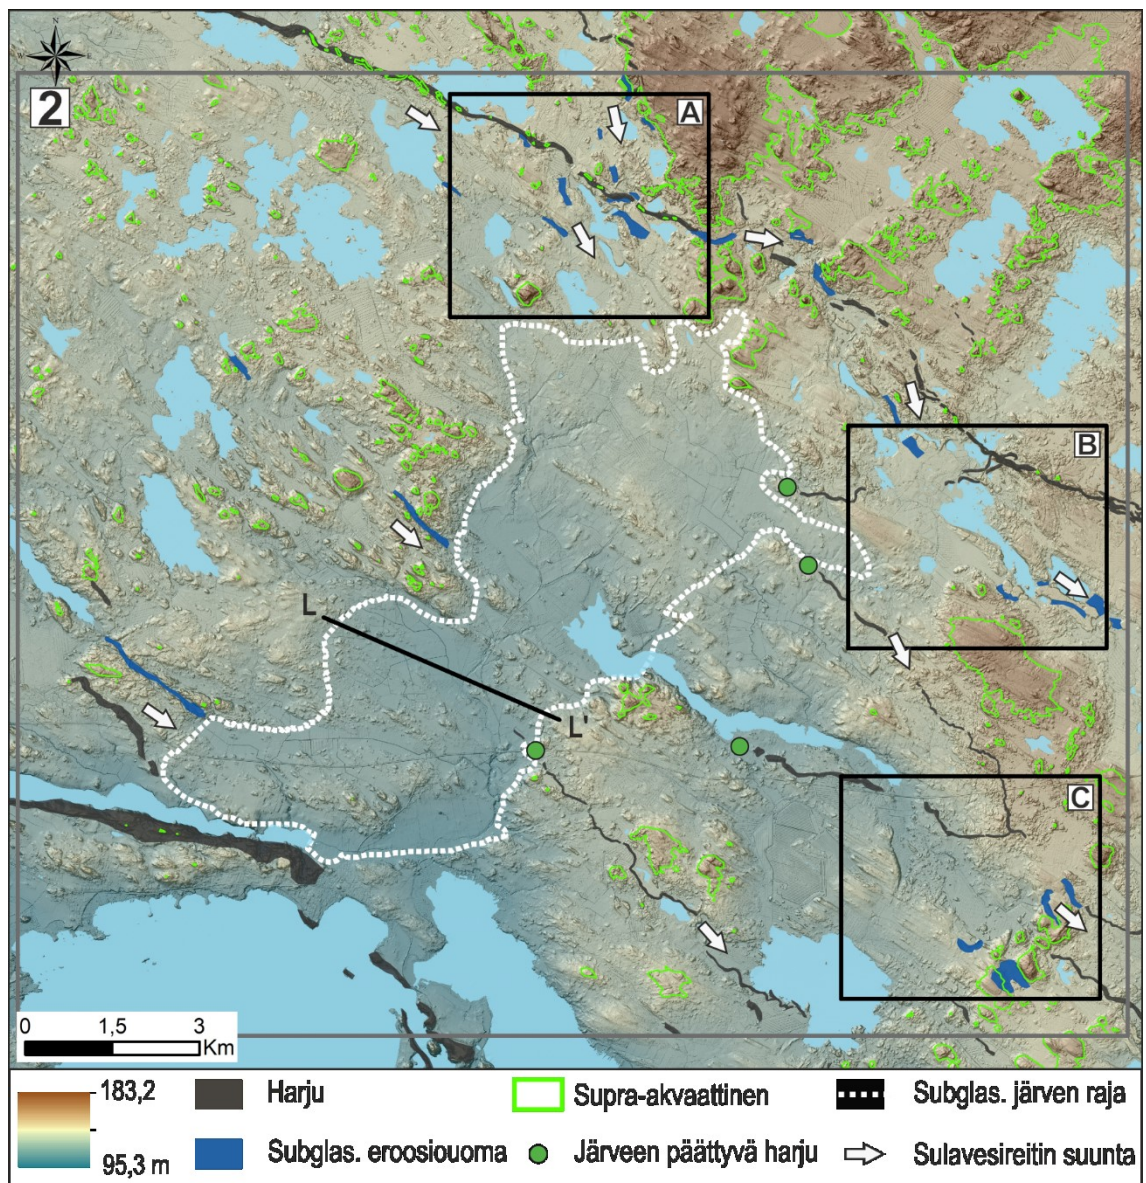 2
A
B
L
L'
C
0 1,5 3
Km
183,2
95,3 m
Harju
Subglas. eroosiouoma
Supra-akvaattinen
Järveen päättyvä harju
Subglas. järven raja
Sulavesireitin suunta